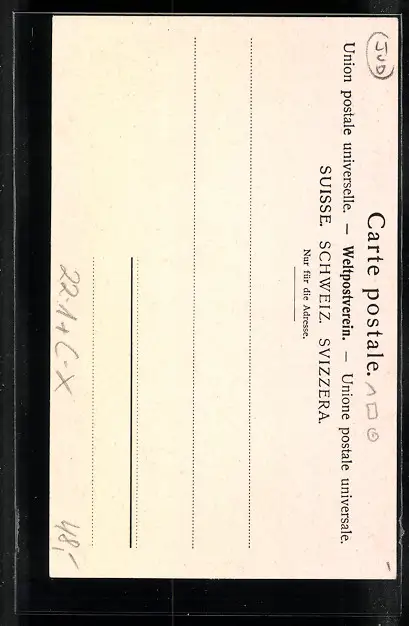 JUD
Carte postale.
Union postale universelle. — Weltpostverein. — Unione postale universale.
SUISSE. SCHWEIZ. SVIZZERA.
Nur für die Adresse.
48,-